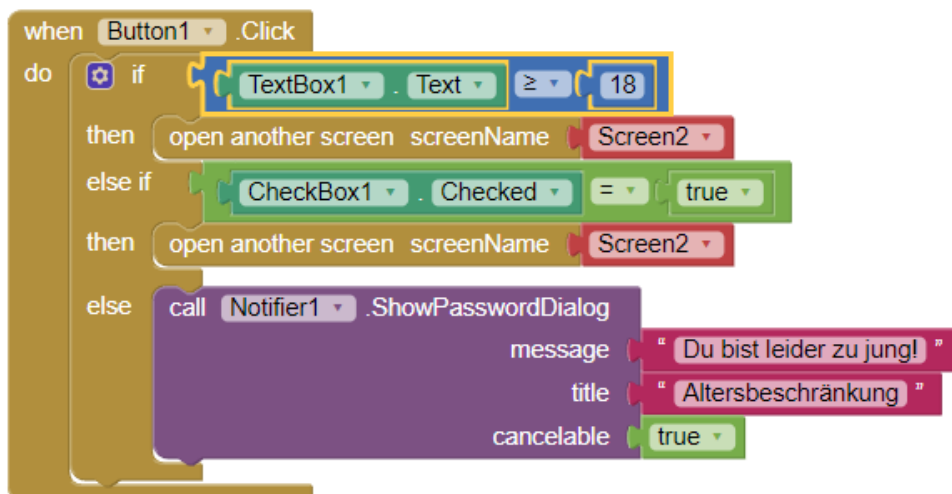 when Button1 .Click
do if TextBox1 . Text ≥ 18
then open another screen screenName Screen2
else if CheckBox1 . Checked = true
then open another screen screenName Screen2
else call Notifier1 .ShowPasswordDialog
message “ Du bist leider zu jung! ”
title “ Altersbeschränkung ”
cancelable true